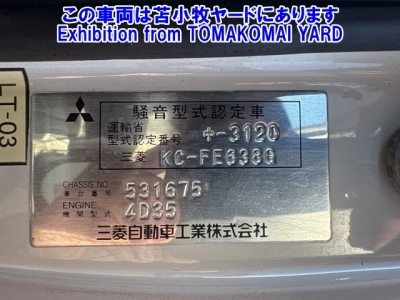 この車両は苫小牧ヤードにあります
Exhibition from TOMAKOMAI YARD
LT-03
騒音型式認定車
運輸省
型式認定番号 +-3120
三菱 KC-FE638G
CHASSIS NO.
車台番号 531675
ENGINE
機関型式 4D35
三菱自動車工業株式会社